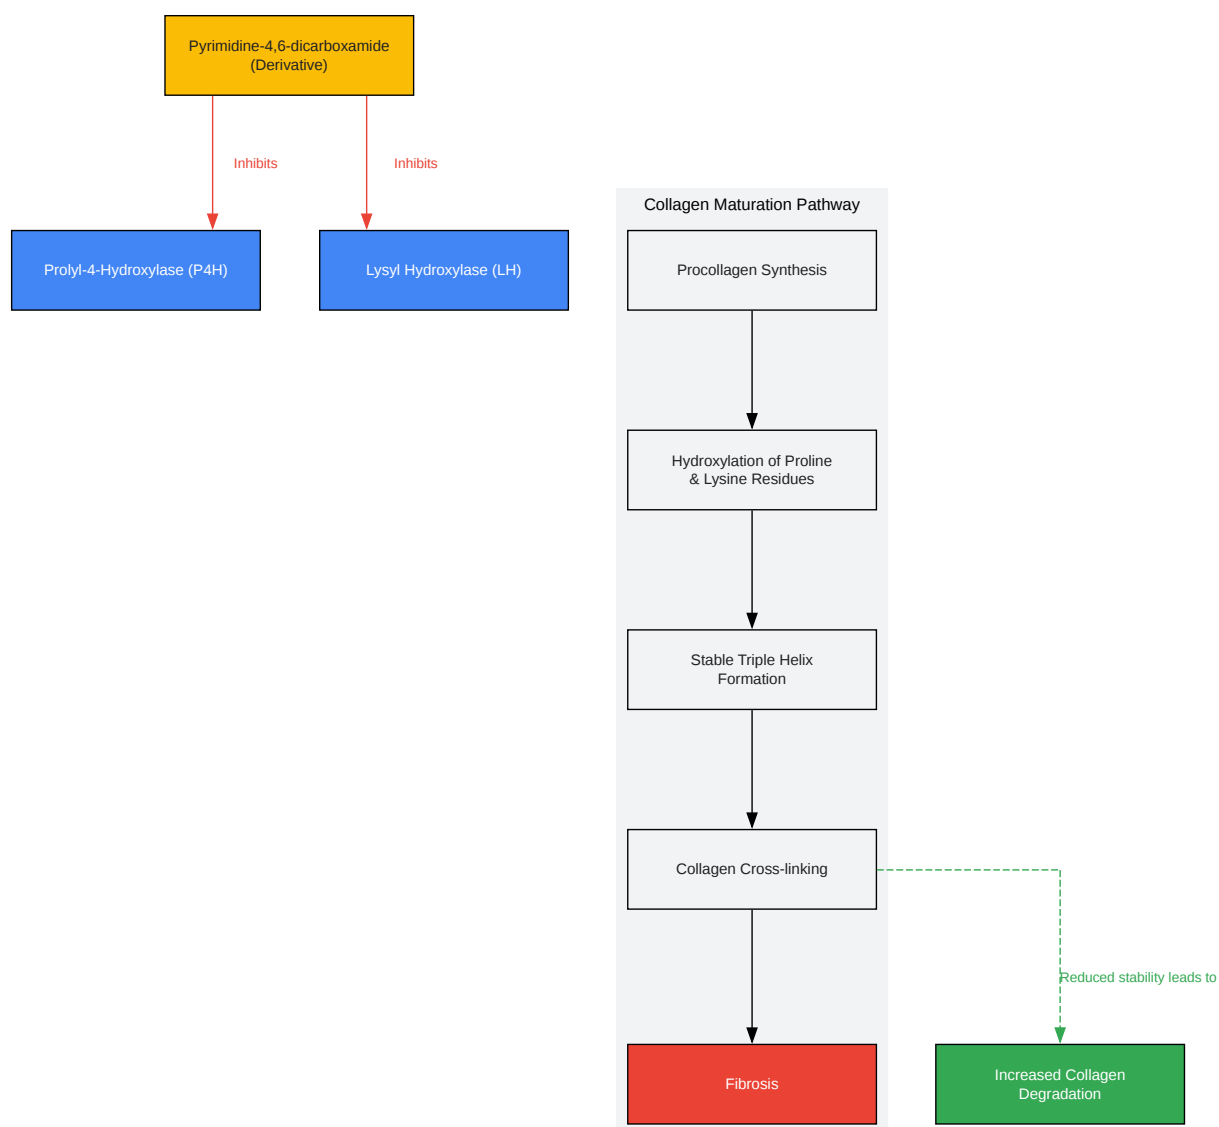 Pyrimidine-4,6-dicarboxamide
(Derivative)
Inhibits
Inhibits
Prolyl-4-Hydroxylase (P4H)
Lysyl Hydroxylase (LH)
Collagen Maturation Pathway
Procollagen Synthesis
Hydroxylation of Proline
& Lysine Residues
Stable Triple Helix
Formation
Collagen Cross-linking
Reduced stability leads to
Fibrosis
Increased Collagen
Degradation